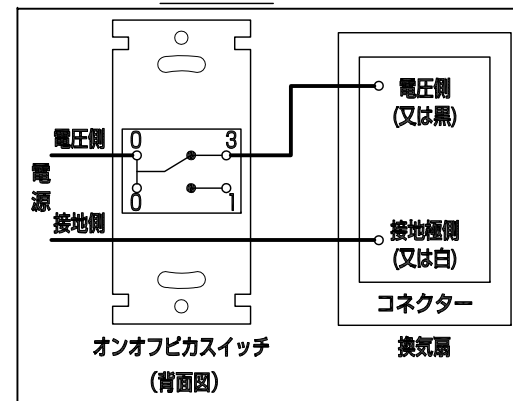 電圧側
0
3
電源
0
1
接地側
電圧側
(又は黒)
接地極側
(又は白)
コネクター
オンオフピカスイッチ
(背面図)
換気扇